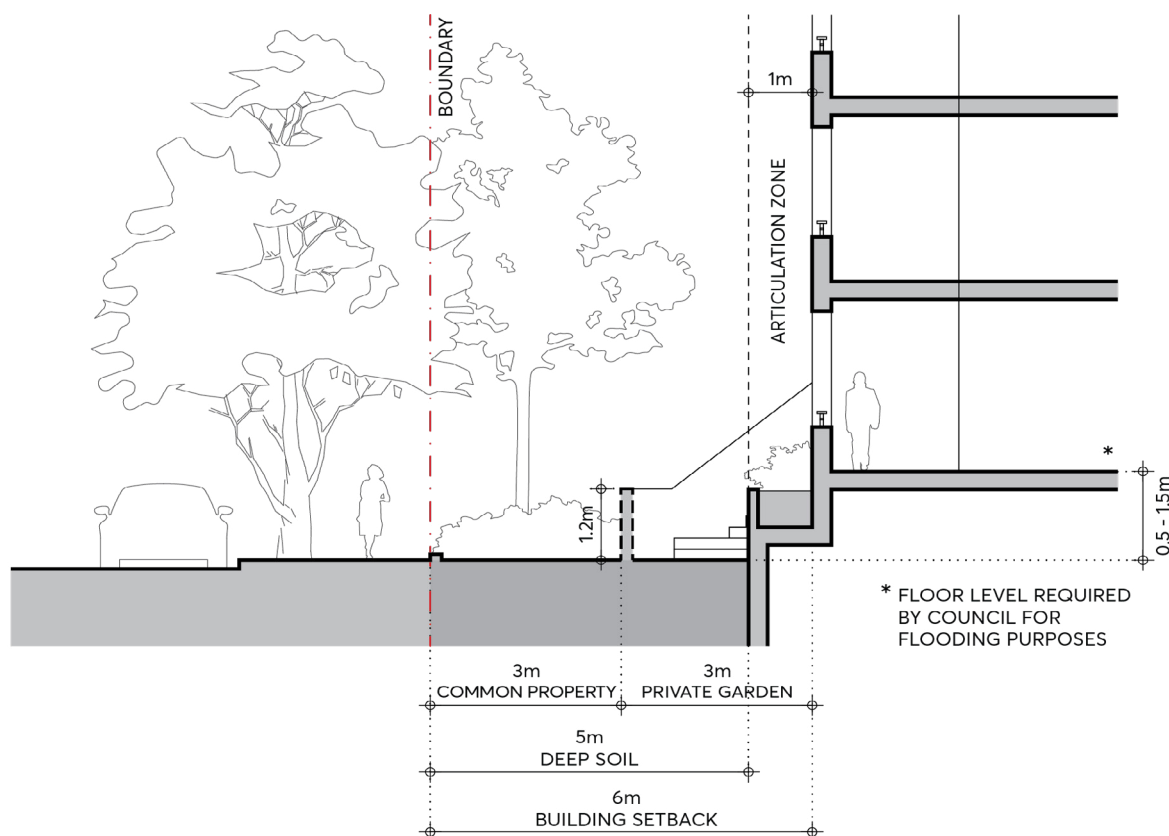 BOUNDARY
1m
ARTICULATION ZONE
1.2m
*
0.5 - 1.5m
* FLOOR LEVEL REQUIRED
BY COUNCIL FOR
FLOODING PURPOSES
3m
COMMON PROPERTY
3m
PRIVATE GARDEN
5m
DEEP SOIL
6m
BUILDING SETBACK